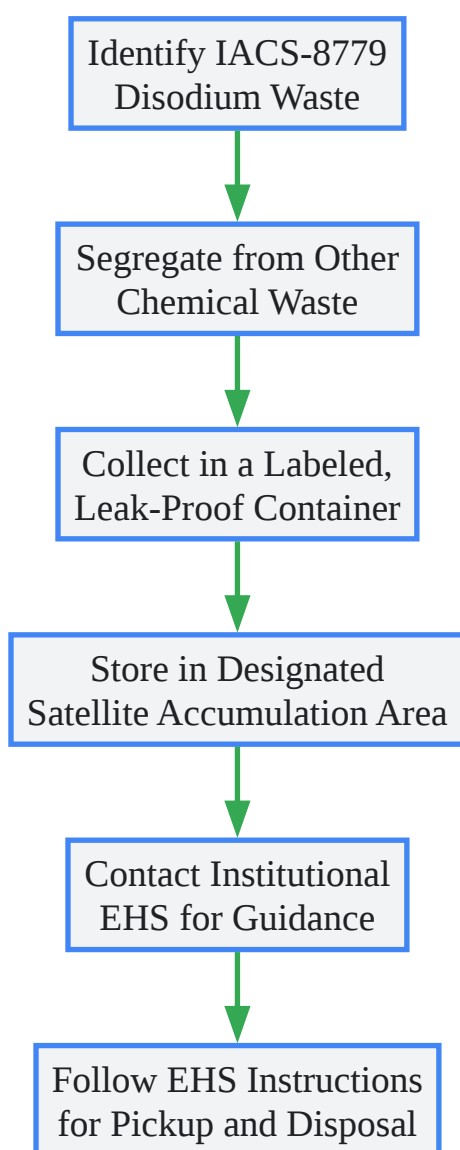 Identify IACS-8779
Disodium Waste
Segregate from Other
Chemical Waste
Collect in a Labeled,
Leak-Proof Container
Store in Designated
Satellite Accumulation Area
Contact Institutional
EHS for Guidance
Follow EHS Instructions
for Pickup and Disposal